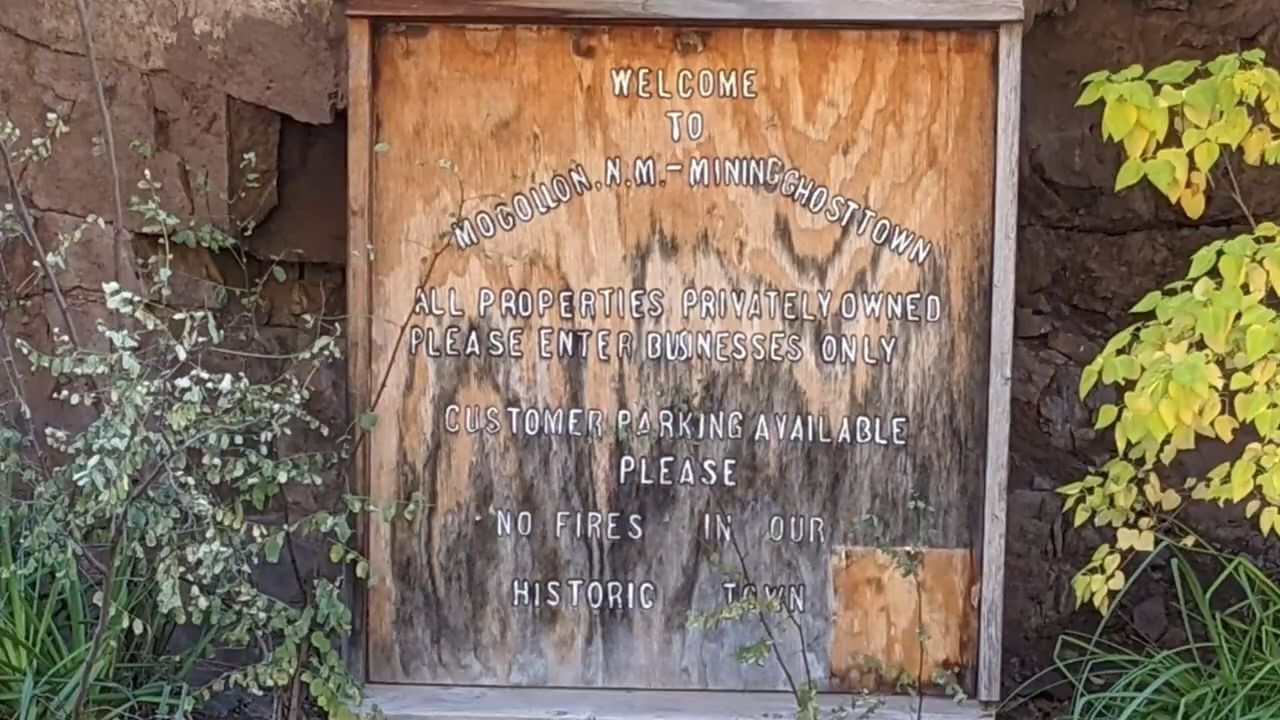 WELCOME
TO
MOGOLLON, N.M.-MINING GHOST TOWN
ALL PROPERTIES PRIVATELY OWNED
PLEASE ENTER BUSINESSES ONLY
CUSTOMER PARKING AVAILABLE
PLEASE
NO FIRES IN OUR
HISTORIC TOWN